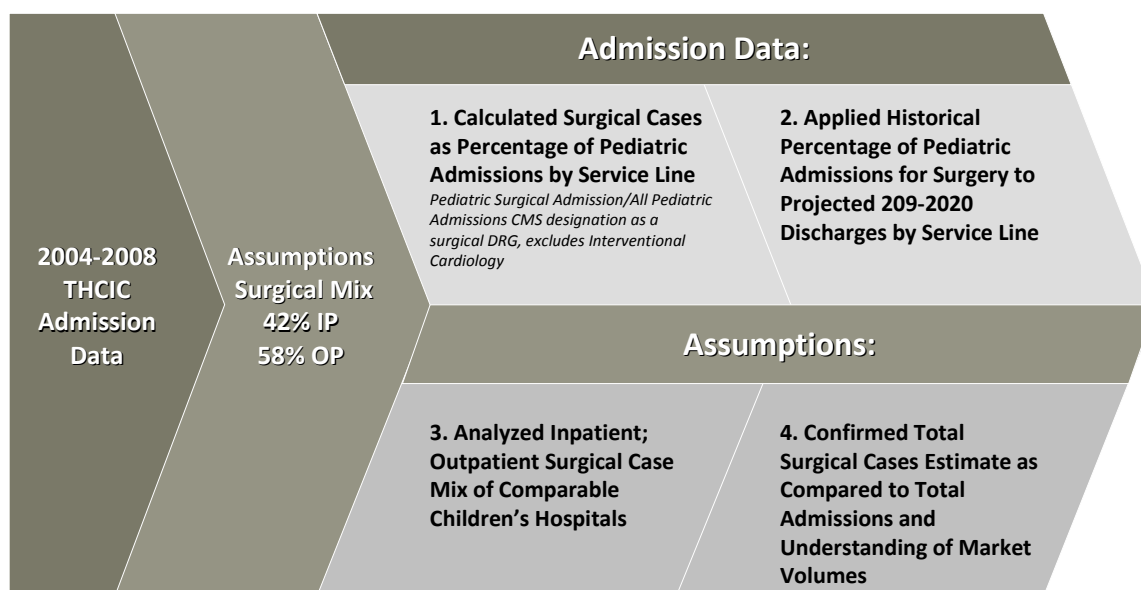 2004-2008
THCIC
Admission
Data
Assumptions
Surgical Mix
42% IP
58% OP
Admission Data:
1. Calculated Surgical Cases
as Percentage of Pediatric
Admissions by Service Line
Pediatric Surgical Admission/All Pediatric
Admissions CMS designation as a
surgical DRG, excludes Interventional
Cardiology
2. Applied Historical
Percentage of Pediatric
Admissions for Surgery to
Projected 209-2020
Discharges by Service Line
Assumptions:
3. Analyzed Inpatient;
Outpatient Surgical Case
Mix of Comparable
Children’s Hospitals
4. Confirmed Total
Surgical Cases Estimate as
Compared to Total
Admissions and
Understanding of Market
Volumes